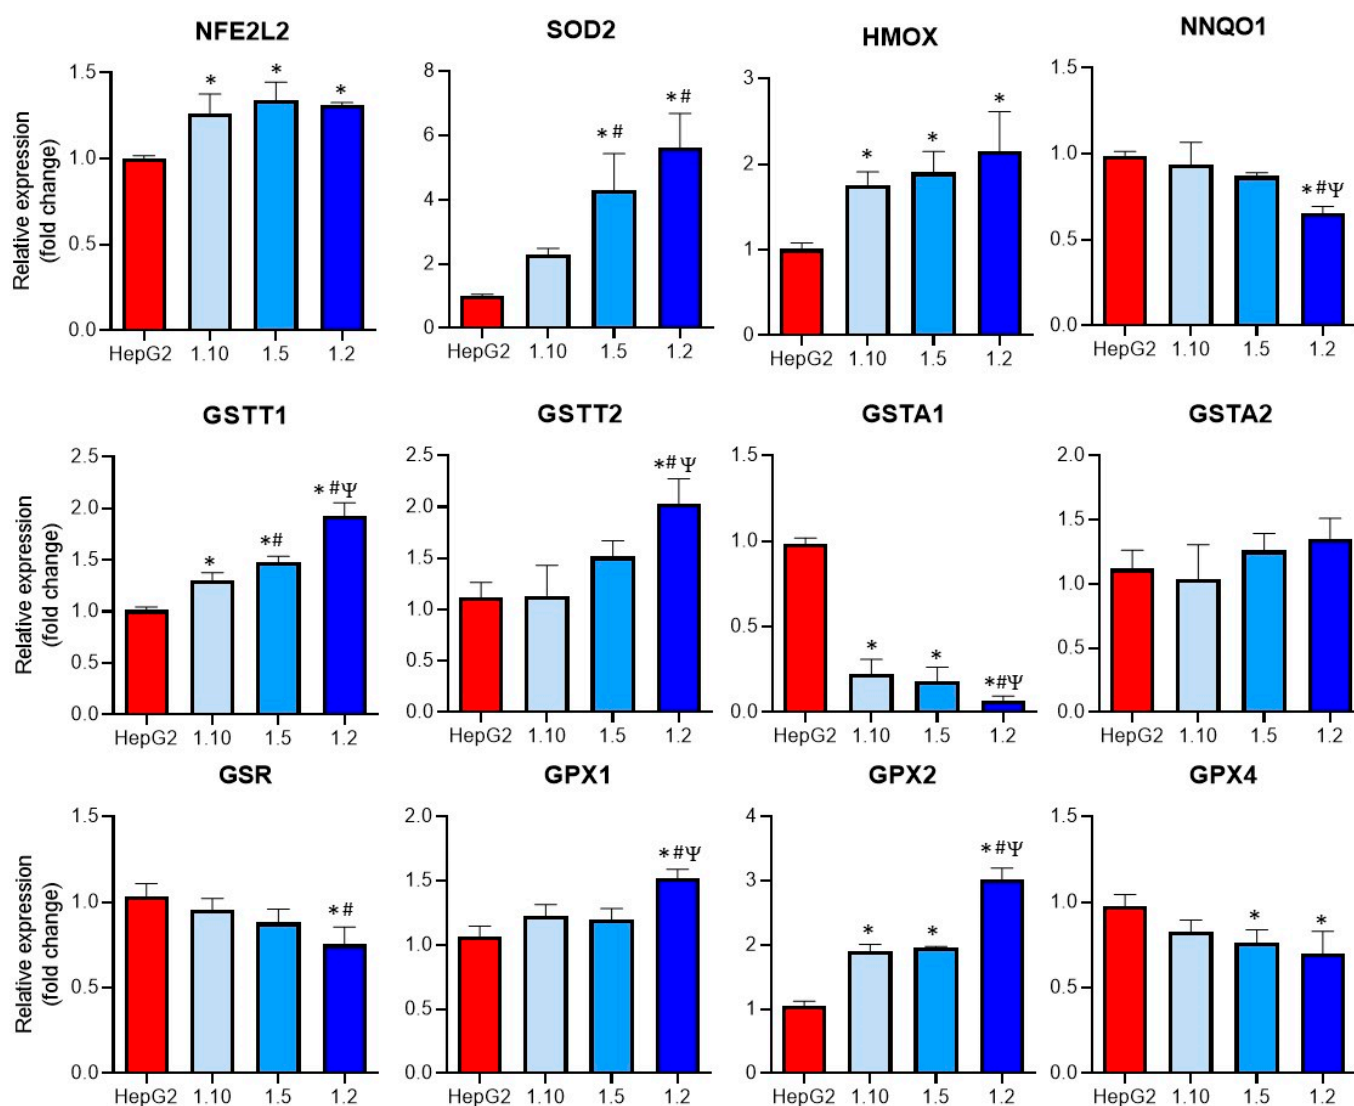 NFE2L2
SOD2
HMOX
NNQO1
Relative expression
(fold change)
1.5
1.0
0.5
0.0
* * *
HepG2 1.10 1.5 1.2
8
6
4
2
0
*# *#
HepG2 1.10 1.5 1.2
3
2
1
0
* * *
HepG2 1.10 1.5 1.2
1.5
1.0
0.5
0.0
*#Ψ
HepG2 1.10 1.5 1.2
GSTT1
GSTT2
GSTA1
GSTA2
Relative expression
(fold change)
2.5
2.0
1.5
1.0
0.5
0.0
* *# *#Ψ
HepG2 1.10 1.5 1.2
2.5
2.0
1.5
1.0
0.5
0.0
*#Ψ
HepG2 1.10 1.5 1.2
1.5
1.0
0.5
0.0
* * *#Ψ
HepG2 1.10 1.5 1.2
2.0
1.5
1.0
0.5
0.0
HepG2 1.10 1.5 1.2
GSR
GPX1
GPX2
GPX4
Relative expression
(fold change)
1.5
1.0
0.5
0.0
*#
HepG2 1.10 1.5 1.2
2.0
1.5
1.0
0.5
0.0
*#Ψ
HepG2 1.10 1.5 1.2
4
3
2
1
0
* * *#Ψ
HepG2 1.10 1.5 1.2
1.5
1.0
0.5
0.0
* *
HepG2 1.10 1.5 1.2